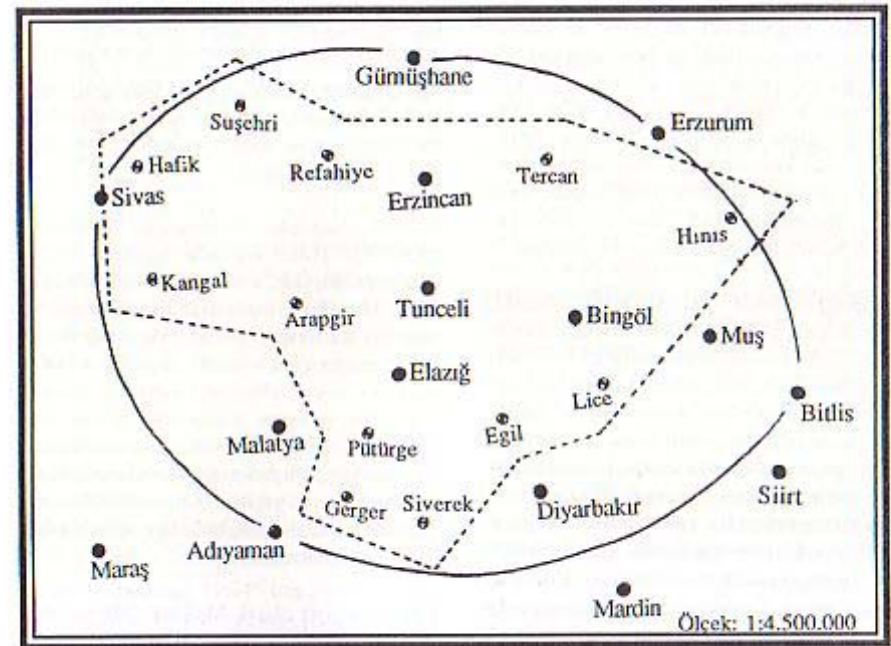 Gümüşhane
Suşehri
Erzurum
Hafik
Refahiye
Tercan
Sivas
Erzincan
Hınıs
Kangal
Arapgir
Tunceli
Bingöl
Muş
Elazığ
Lice
Bitlis
Malatya
Pütürge
Egil
Siirt
Gerger
Siverek
Diyarbakır
Adıyaman
Maraş
Mardin
Ölçek: 1:4.500.000